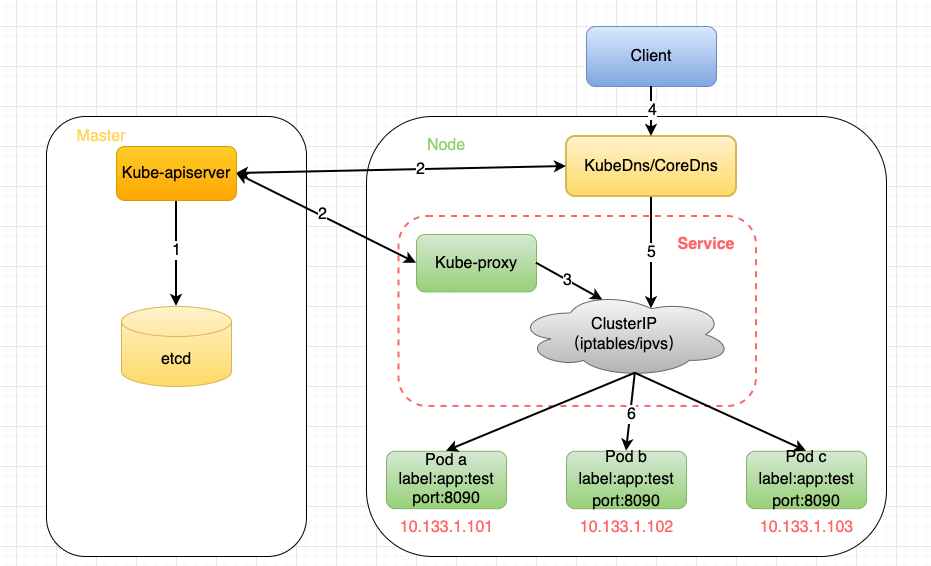 Client
4
Master
Node
Kube-apiserver
KubeDns/CoreDns
2
2
1
Service
5
Kube-proxy
3
ClusterIP
（iptables/ipvs）
etcd
6
Pod a
label:app:test
port:8090
10.133.1.101
Pod b
label:app:test
port:8090
10.133.1.102
Pod c
label:app:test
port:8090
10.133.1.103